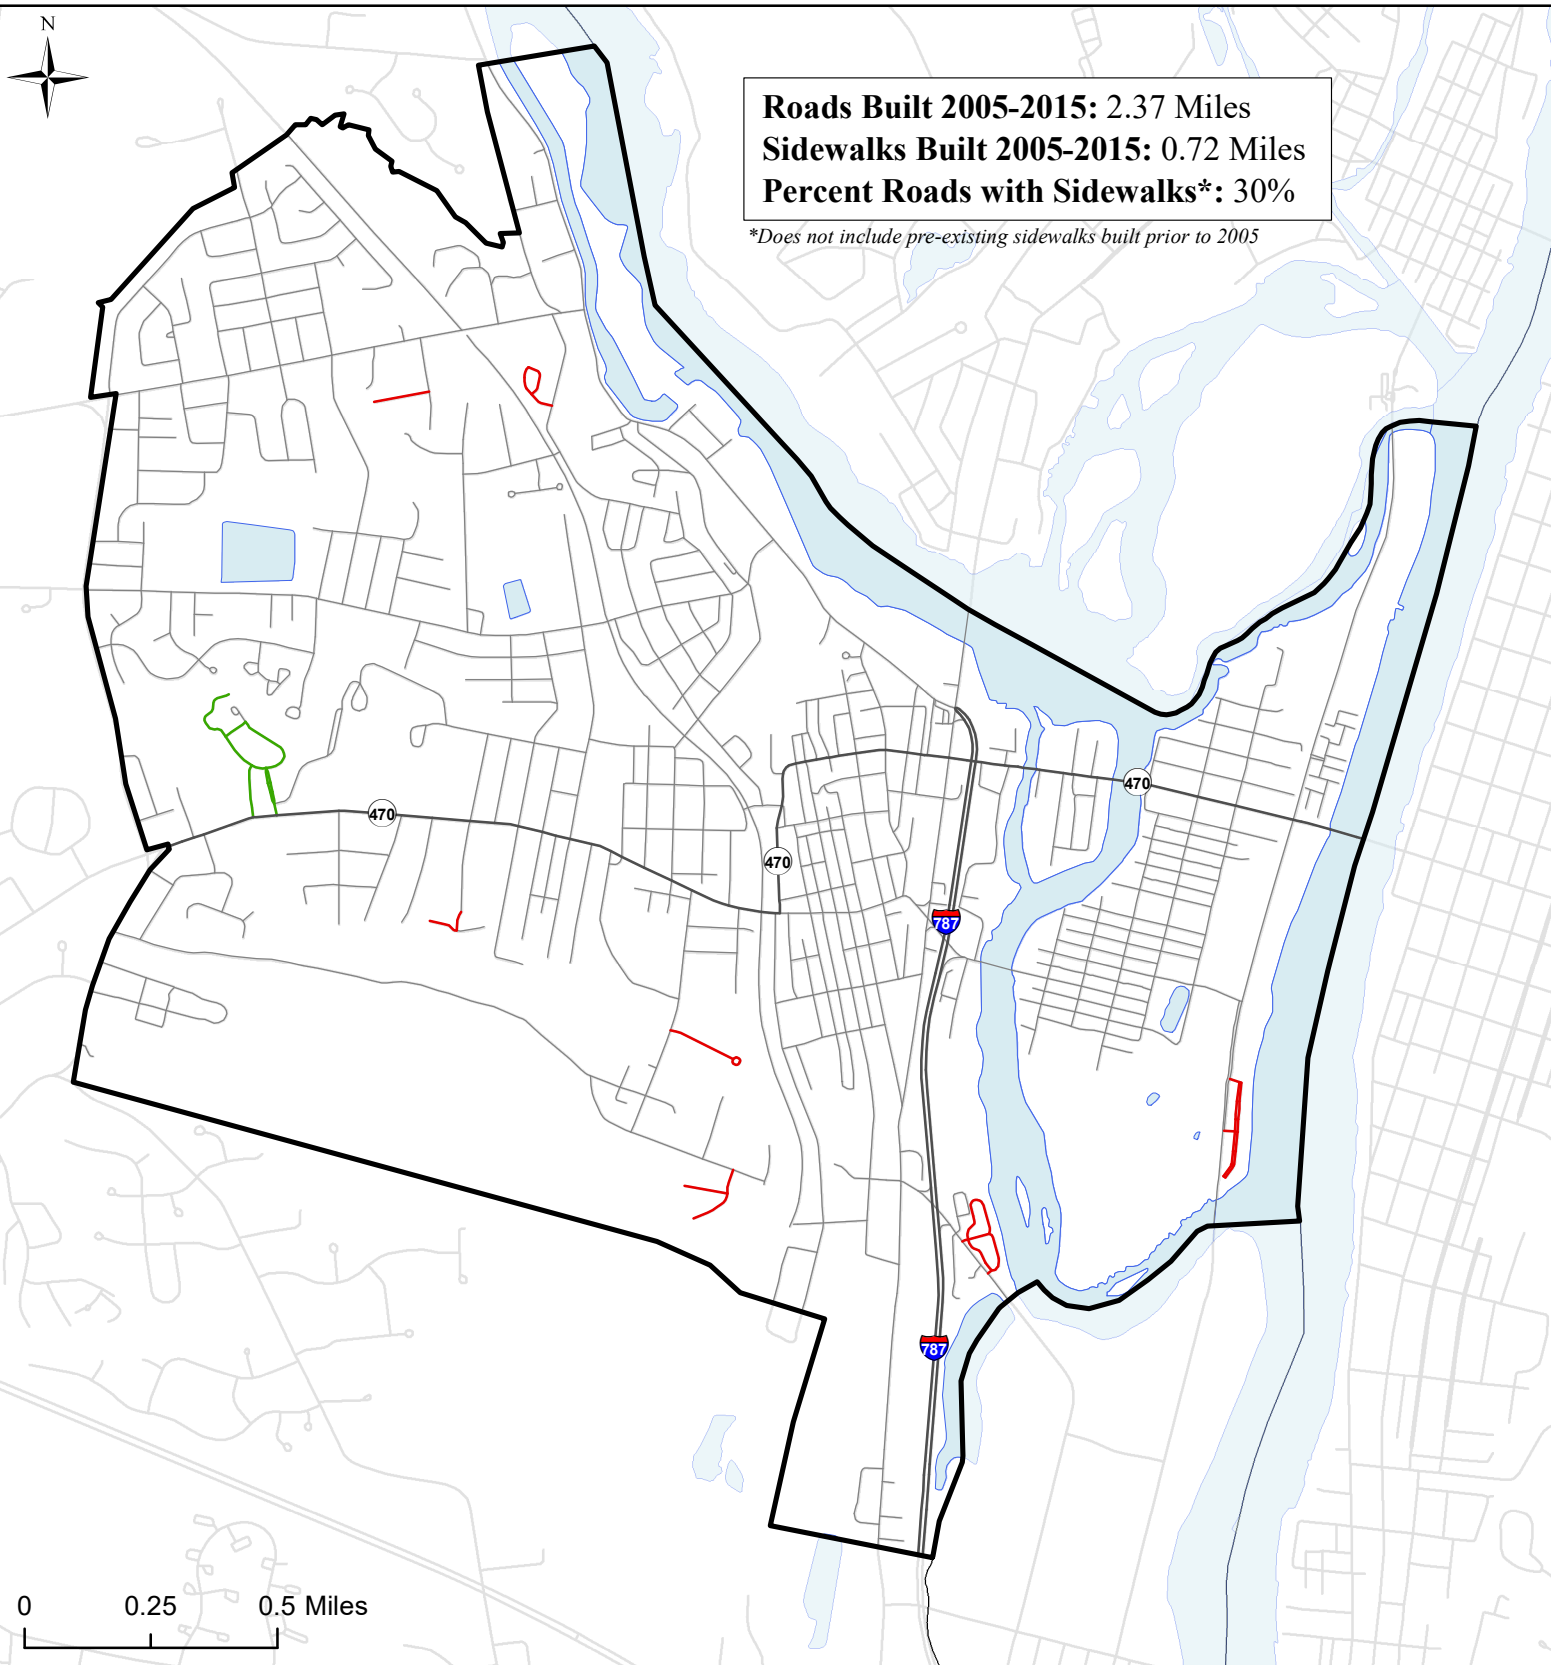 N
Roads Built 2005-2015: 2.37 Miles
Sidewalks Built 2005-2015: 0.72 Miles
Percent Roads with Sidewalks*: 30%
*Does not include pre-existing sidewalks built prior to 2005
470
470
470
787
787
0 0.25 0.5 Miles